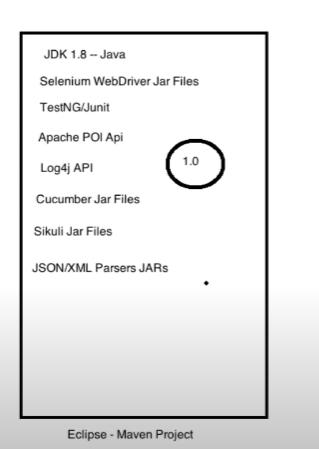 JDK 1.8 -- Java
Selenium WebDriver Jar Files
TestNG/Junit
Apache POI Api
1.0
Log4j API
Cucumber Jar Files
Sikuli Jar Files
JSON/XML Parsers JARs
Eclipse - Maven Project